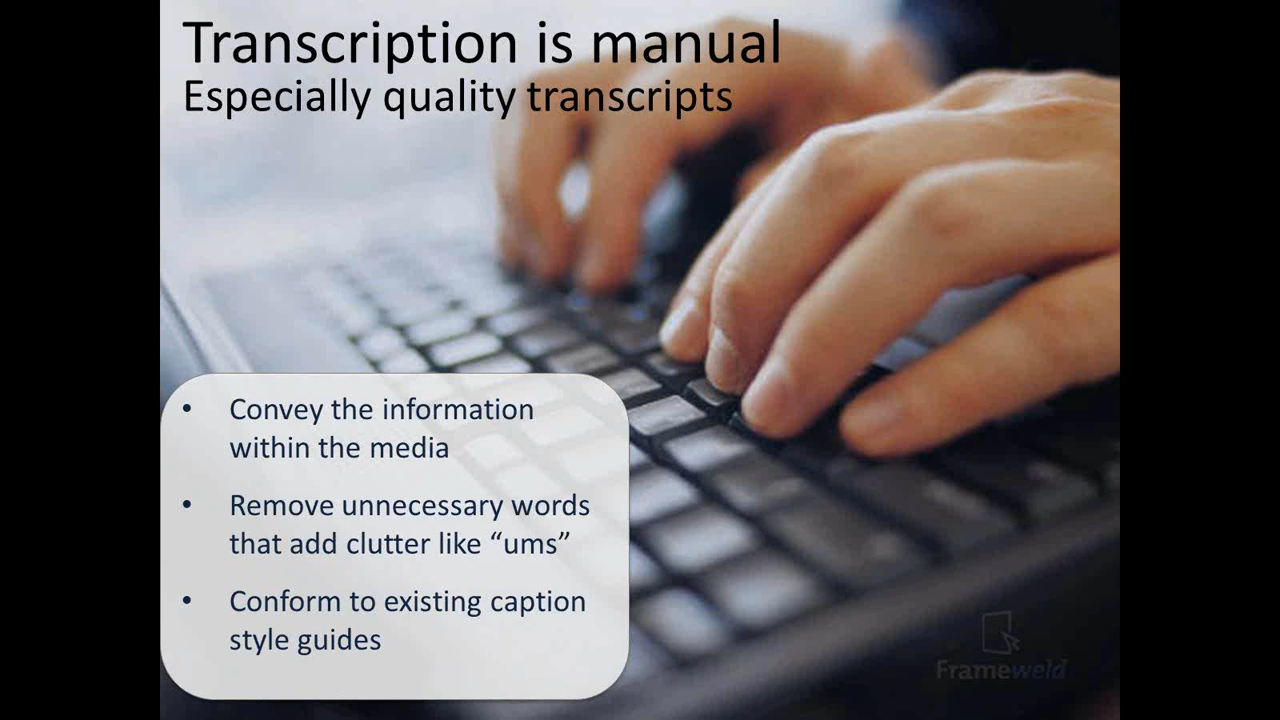 Transcription is manual
Especially quality transcripts
• Convey the information
within the media
• Remove unnecessary words
that add clutter like “ums”
• Conform to existing caption
style guides
Frameweld